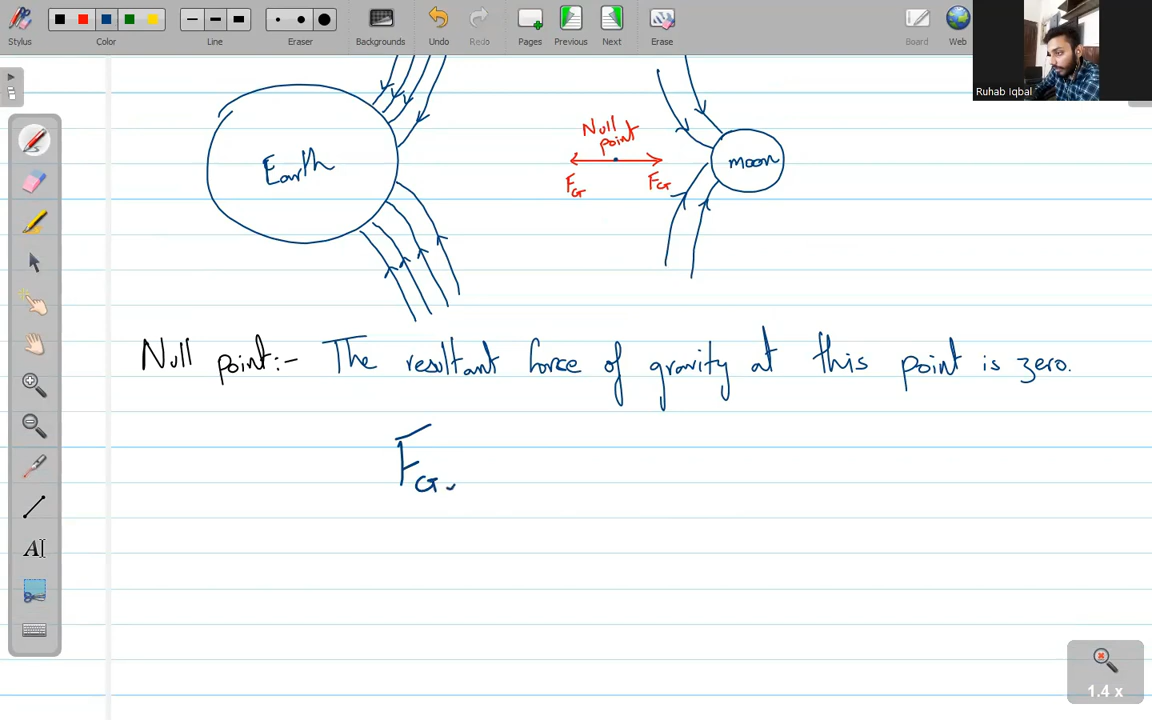 Stylus
Color
Line
Eraser
Backgrounds
Undo
Redo
Pages
Previous
Next
Erase
Board
Web
Ruhab Iqbal
Null
point
Earth
moon
FG
FG
Null point:- The resultant force of gravity at this point is zero.
FG
AI
1.4 x